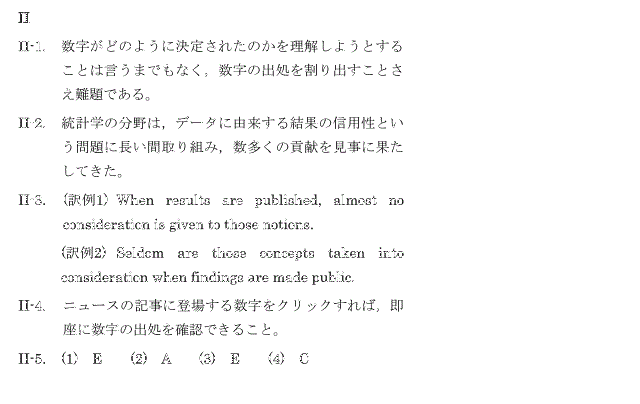 II
II-1. 数字がどのように決定されたのかを理解しようとする
ことは言うまでもなく，数字の出処を割り出すことさ
え難題である。
II-2. 統計学の分野は，データに由来する結果の信用性とい
う問題に長い間取り組み，数多くの貢献を見事に果た
してきた。
II-3. (訳例1) When results are published, almost no
consideration is given to those notions.
(訳例2) Seldom are those concepts taken into
consideration when findings are made public.
II-4. ニュースの記事に登場する数字をクリックすれば，即
座に数字の出処を確認できること。
II-5. (1) E (2) A (3) E (4) C